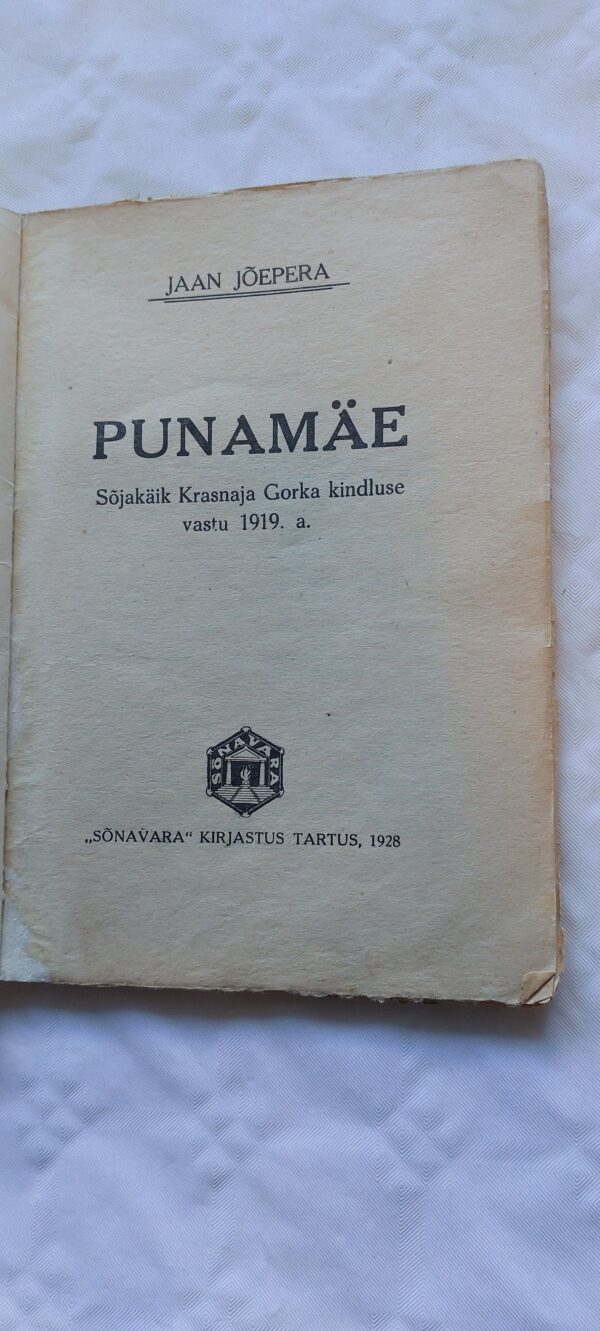 JAAN JÕEPERA
PUNAMÄE
Sõjakäik Krasnaja Gorka kindluse
vastu 1919. a.
SÕNAVARA
„SÕNAVARA“ KIRJASTUS TARTUS, 1928